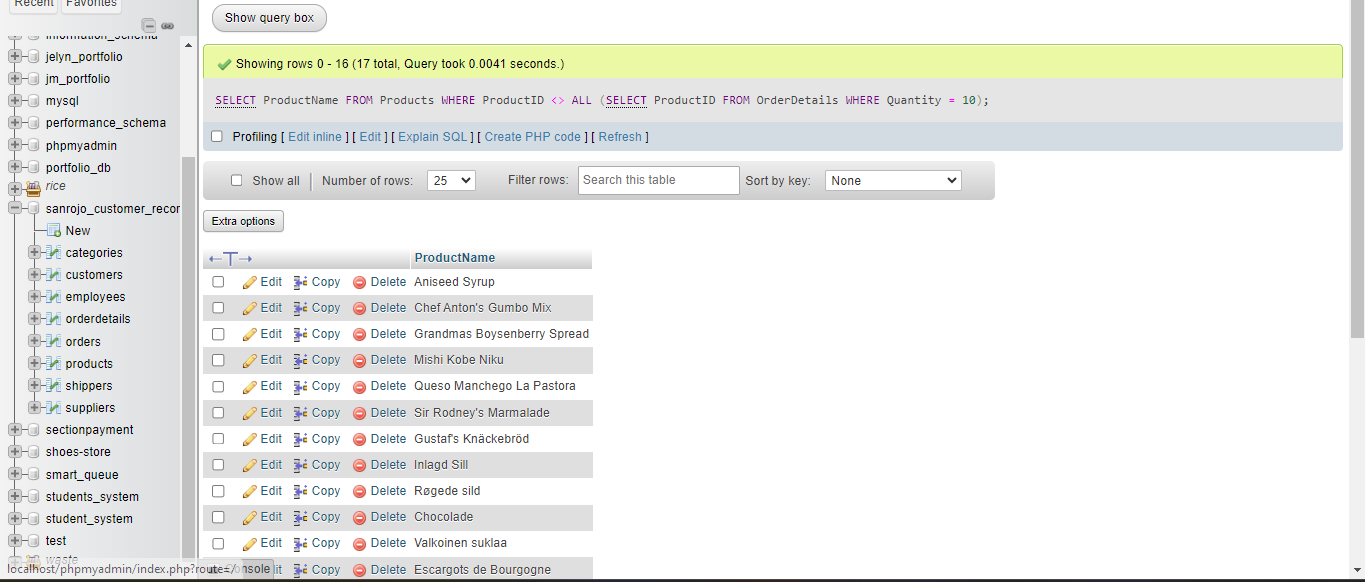 Recent Favorites
information_schema
jelyn_portfolio
jm_portfolio
mysql
performance_schema
phpmyadmin
portfolio_db
rice
sanrojo_customer_recor
New
categories
customers
employees
orderdetails
orders
products
shippers
suppliers
sectionpayment
shoes-store
smart_queue
students_system
student_system
test
waste
localhost/phpmyadmin/index.php?route=/
onsole
Show query box
Showing rows 0 - 16 (17 total, Query took 0.0041 seconds.)
SELECT ProductName FROM Products WHERE ProductID <> ALL (SELECT ProductID FROM OrderDetails WHERE Quantity = 10);
Profiling [ Edit inline ] [ Edit ] [ Explain SQL ] [ Create PHP code ] [ Refresh ]
Show all Number of rows: 25 Filter rows: Search this table Sort by key: None
Extra options
←T→ ProductName
Edit Copy Delete Aniseed Syrup
Edit Copy Delete Chef Anton's Gumbo Mix
Edit Copy Delete Grandmas Boysenberry Spread
Edit Copy Delete Mishi Kobe Niku
Edit Copy Delete Queso Manchego La Pastora
Edit Copy Delete Sir Rodney's Marmalade
Edit Copy Delete Gustaf's Knäckebröd
Edit Copy Delete Inlagd Sill
Edit Copy Delete Røgede sild
Edit Copy Delete Chocolade
Edit Copy Delete Valkoinen suklaa
Edit Copy Delete Escargots de Bourgogne